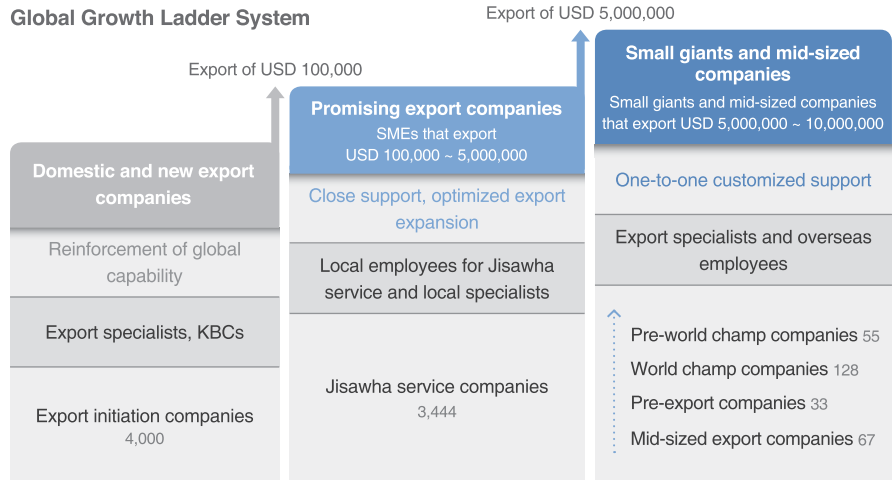 Global Growth Ladder System
Export of USD 5,000,000
Export of USD 100,000
Domestic and new export
companies
Reinforcement of global
capability
Export specialists, KBCs
Export initiation companies
4,000
Promising export companies
SMEs that export
USD 100,000 ~ 5,000,000
Close support, optimized export
expansion
Local employees for Jisawha
service and local specialists
Jisawha service companies
3,444
Small giants and mid-sized
companies
Small giants and mid-sized companies
that export USD 5,000,000 ~ 10,000,000
One-to-one customized support
Export specialists and overseas
employees
Pre-world champ companies 55
World champ companies 128
Pre-export companies 33
Mid-sized export companies 67